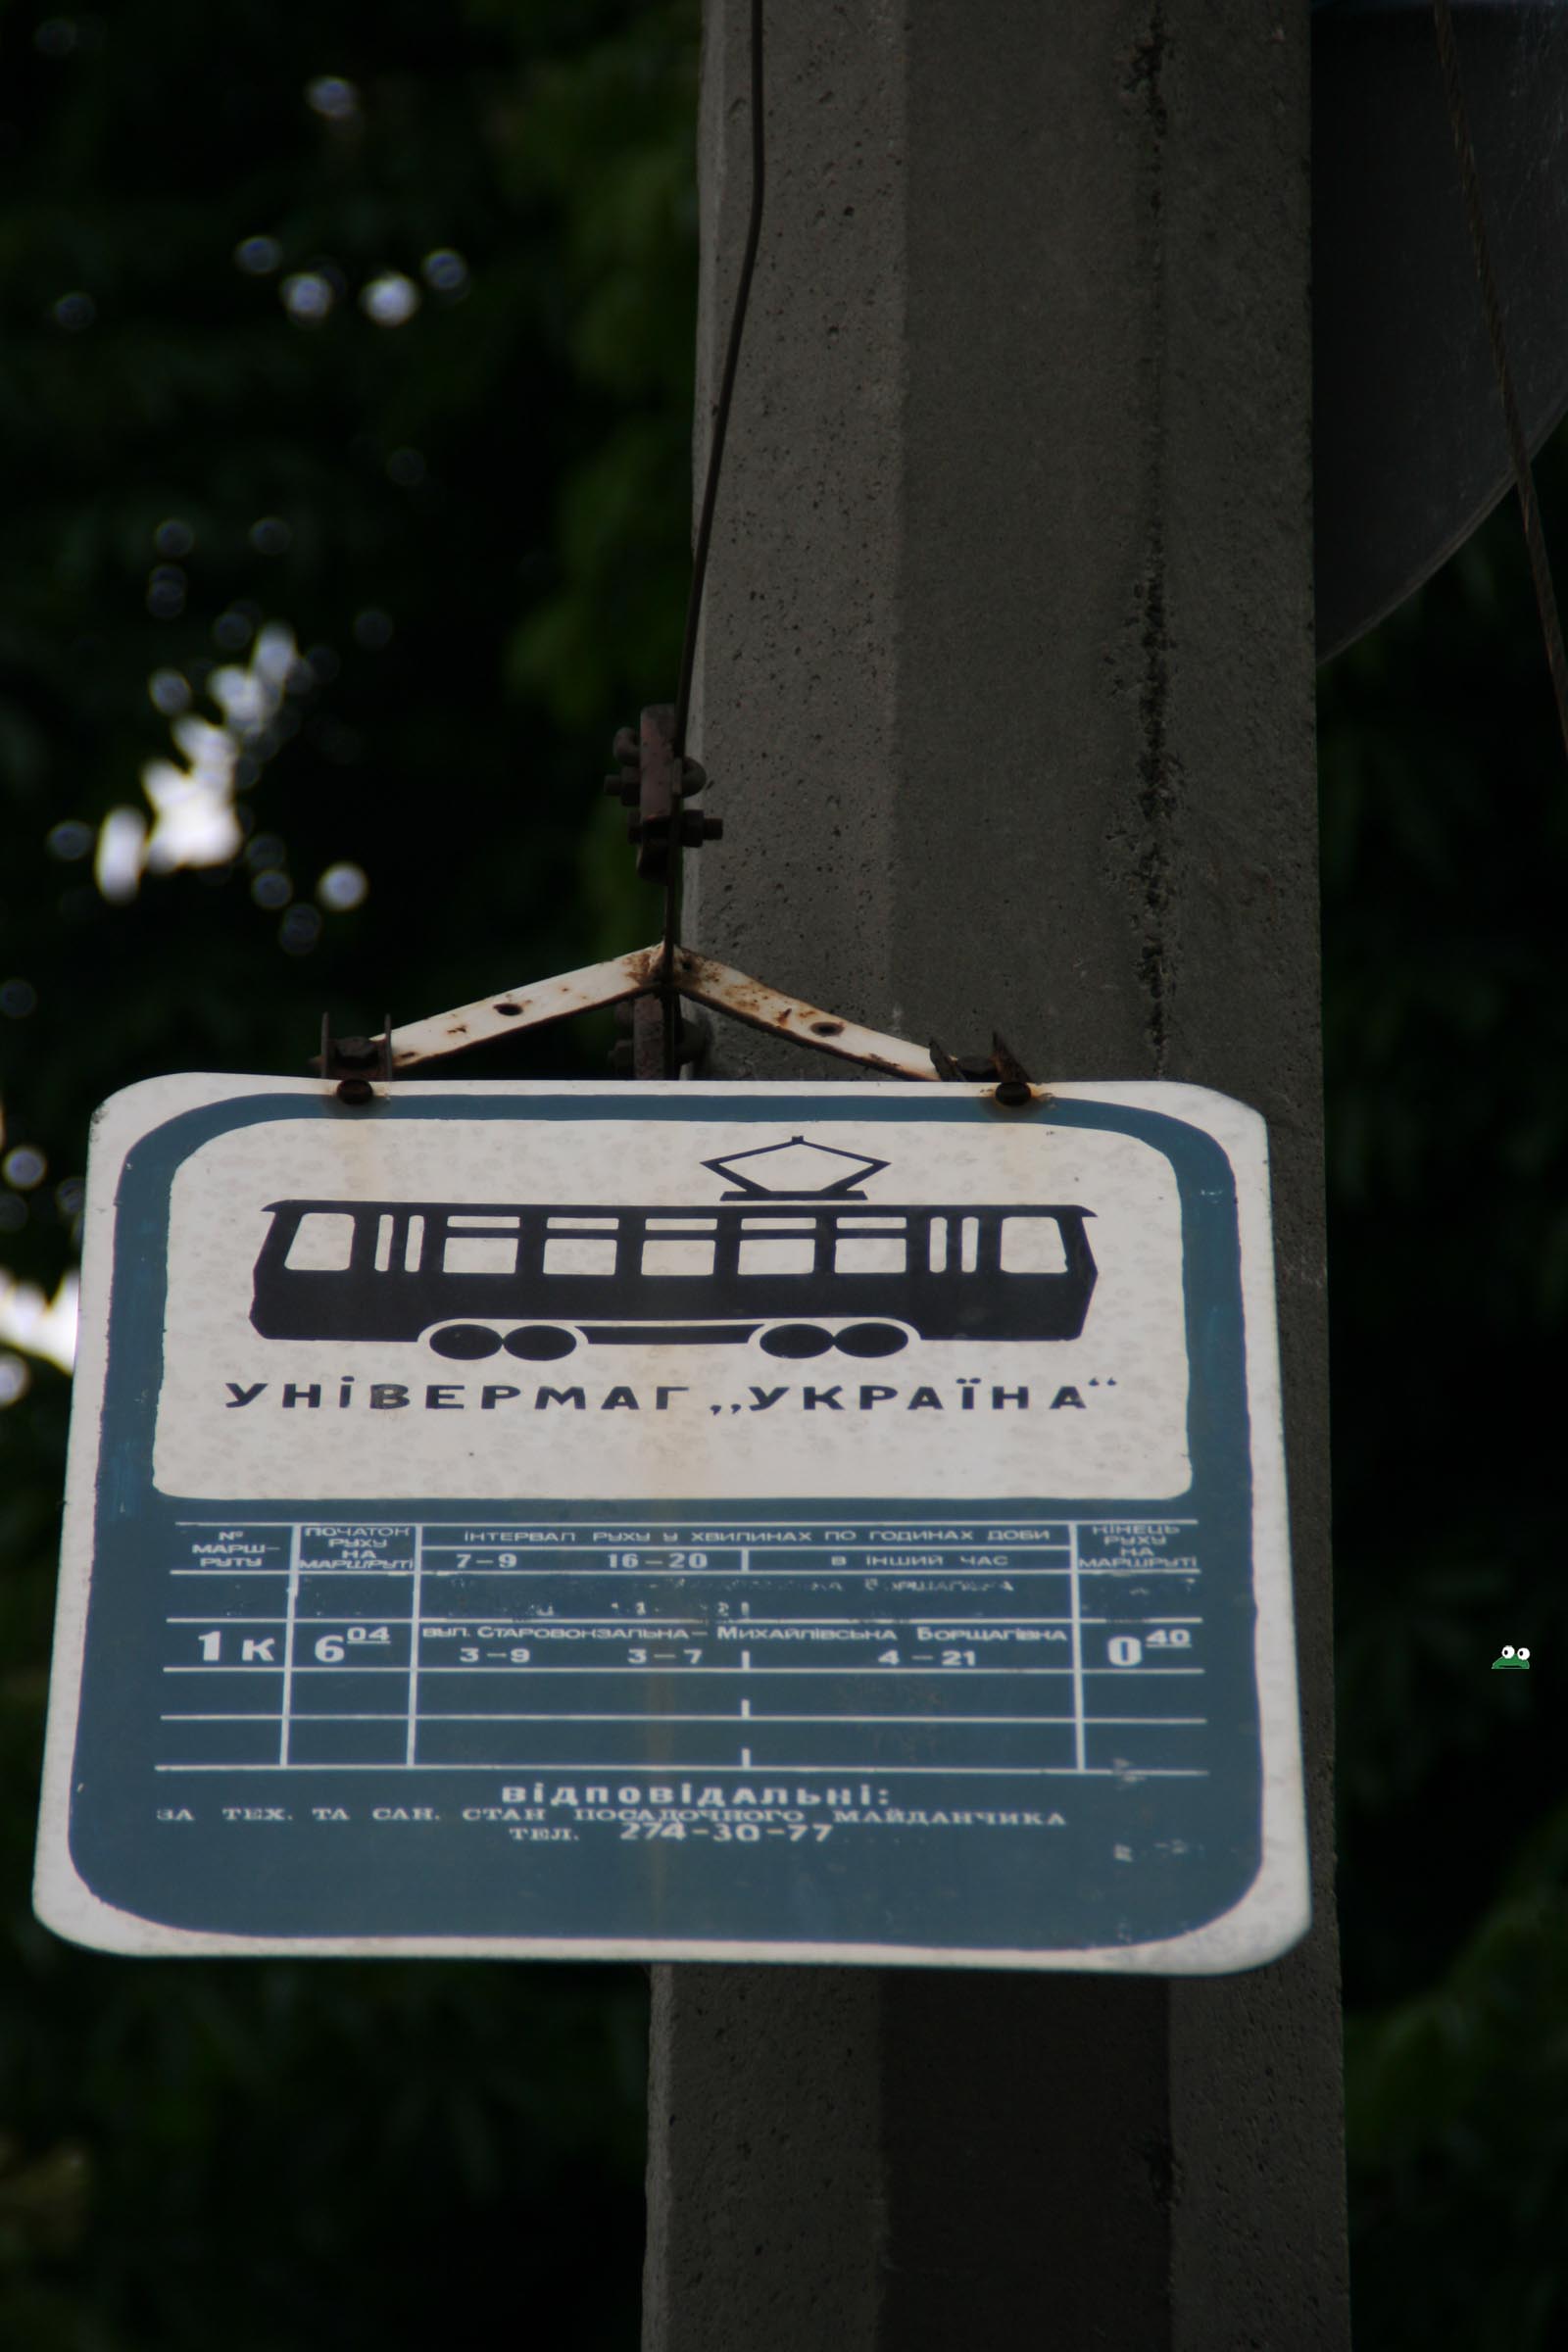 УНІВЕРМАГ „УКРАЇНА“
№ МАРШ-РУТУ
ПОЧАТОК РУХУ НА МАРШРУТІ
ІНТЕРВАЛ РУХУ У ХВИЛИНАХ ПО ГОДИНАХ ДОБИ
КІНЕЦЬ РУХУ НА МАРШРУТІ
7–9 16–20 В ІНШИЙ ЧАС
ВУЛ. СТАРОВОКЗАЛЬНА – МИХАЙЛІВСЬКА БОРЩАГІВКА
1К 6 04 3–9 3–7 4–21 0 40
ВІДПОВІДАЛЬНІ:
ЗА ТЕХ. ТА САН. СТАН ПОСАДОЧНОГО МАЙДАНЧИКА
ТЕЛ. 274-30-77